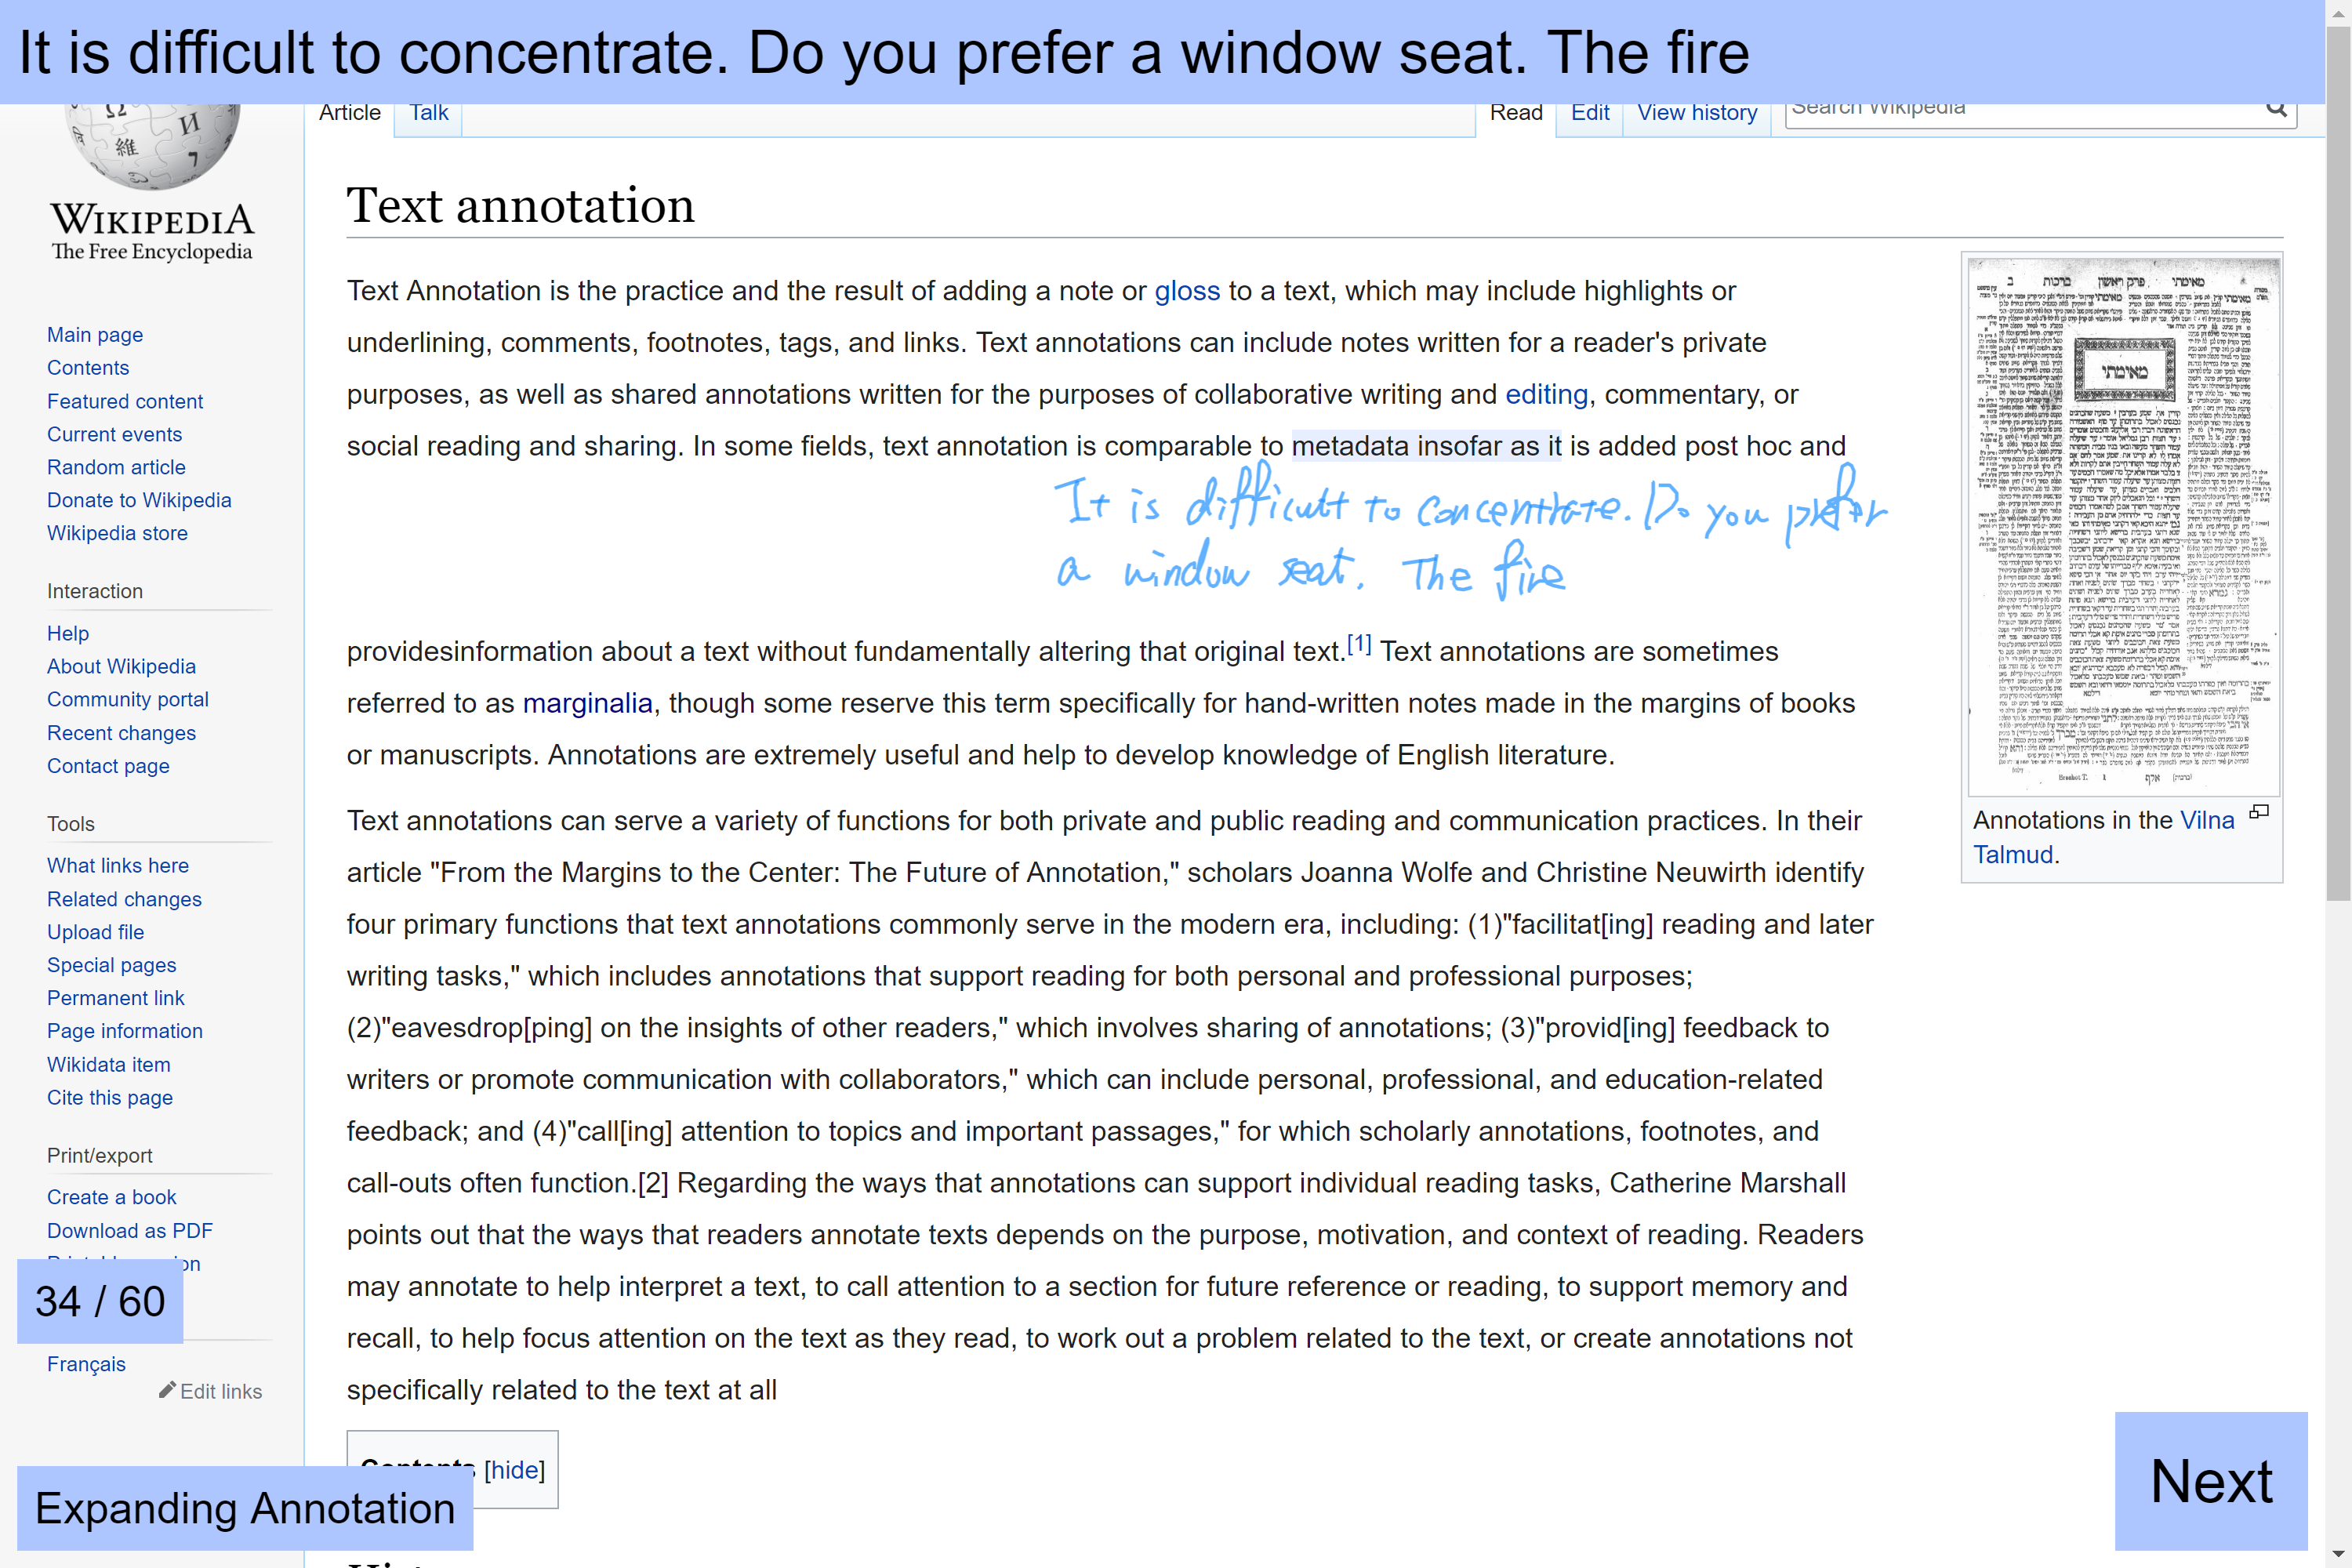 It is difficult to concentrate. Do you prefer a window seat. The fire
Article Talk Read Edit View history Search Wikipedia
WIKIPEDIA
The Free Encyclopedia
Main page
Contents
Featured content
Current events
Random article
Donate to Wikipedia
Wikipedia store
Interaction
Help
About Wikipedia
Community portal
Recent changes
Contact page
Tools
What links here
Related changes
Upload file
Special pages
Permanent link
Page information
Wikidata item
Cite this page
Print/export
Create a book
Download as PDF
34 / 60
Français
Edit links
Expanding Annotation
Text annotation
Text Annotation is the practice and the result of adding a note or gloss to a text, which may include highlights or
underlining, comments, footnotes, tags, and links. Text annotations can include notes written for a reader's private
purposes, as well as shared annotations written for the purposes of collaborative writing and editing, commentary, or
social reading and sharing. In some fields, text annotation is comparable to metadata insofar as it is added post hoc and
It is difficult to concentrate. Do you prefer
a window seat. The fire
providesinformation about a text without fundamentally altering that original text.[1] Text annotations are sometimes
referred to as marginalia, though some reserve this term specifically for hand-written notes made in the margins of books
or manuscripts. Annotations are extremely useful and help to develop knowledge of English literature.
Text annotations can serve a variety of functions for both private and public reading and communication practices. In their
article "From the Margins to the Center: The Future of Annotation," scholars Joanna Wolfe and Christine Neuwirth identify
four primary functions that text annotations commonly serve in the modern era, including: (1)"facilitat[ing] reading and later
writing tasks," which includes annotations that support reading for both personal and professional purposes;
(2)"eavesdrop[ping] on the insights of other readers," which involves sharing of annotations; (3)"provid[ing] feedback to
writers or promote communication with collaborators," which can include personal, professional, and education-related
feedback; and (4)"call[ing] attention to topics and important passages," for which scholarly annotations, footnotes, and
call-outs often function.[2] Regarding the ways that annotations can support individual reading tasks, Catherine Marshall
points out that the ways that readers annotate texts depends on the purpose, motivation, and context of reading. Readers
may annotate to help interpret a text, to call attention to a section for future reference or reading, to support memory and
recall, to help focus attention on the text as they read, to work out a problem related to the text, or create annotations not
specifically related to the text at all
Contents [hide]
מאימתי פרק ראשון ברכות ב
מאימתי
Annotations in the Vilna
Talmud.
Next